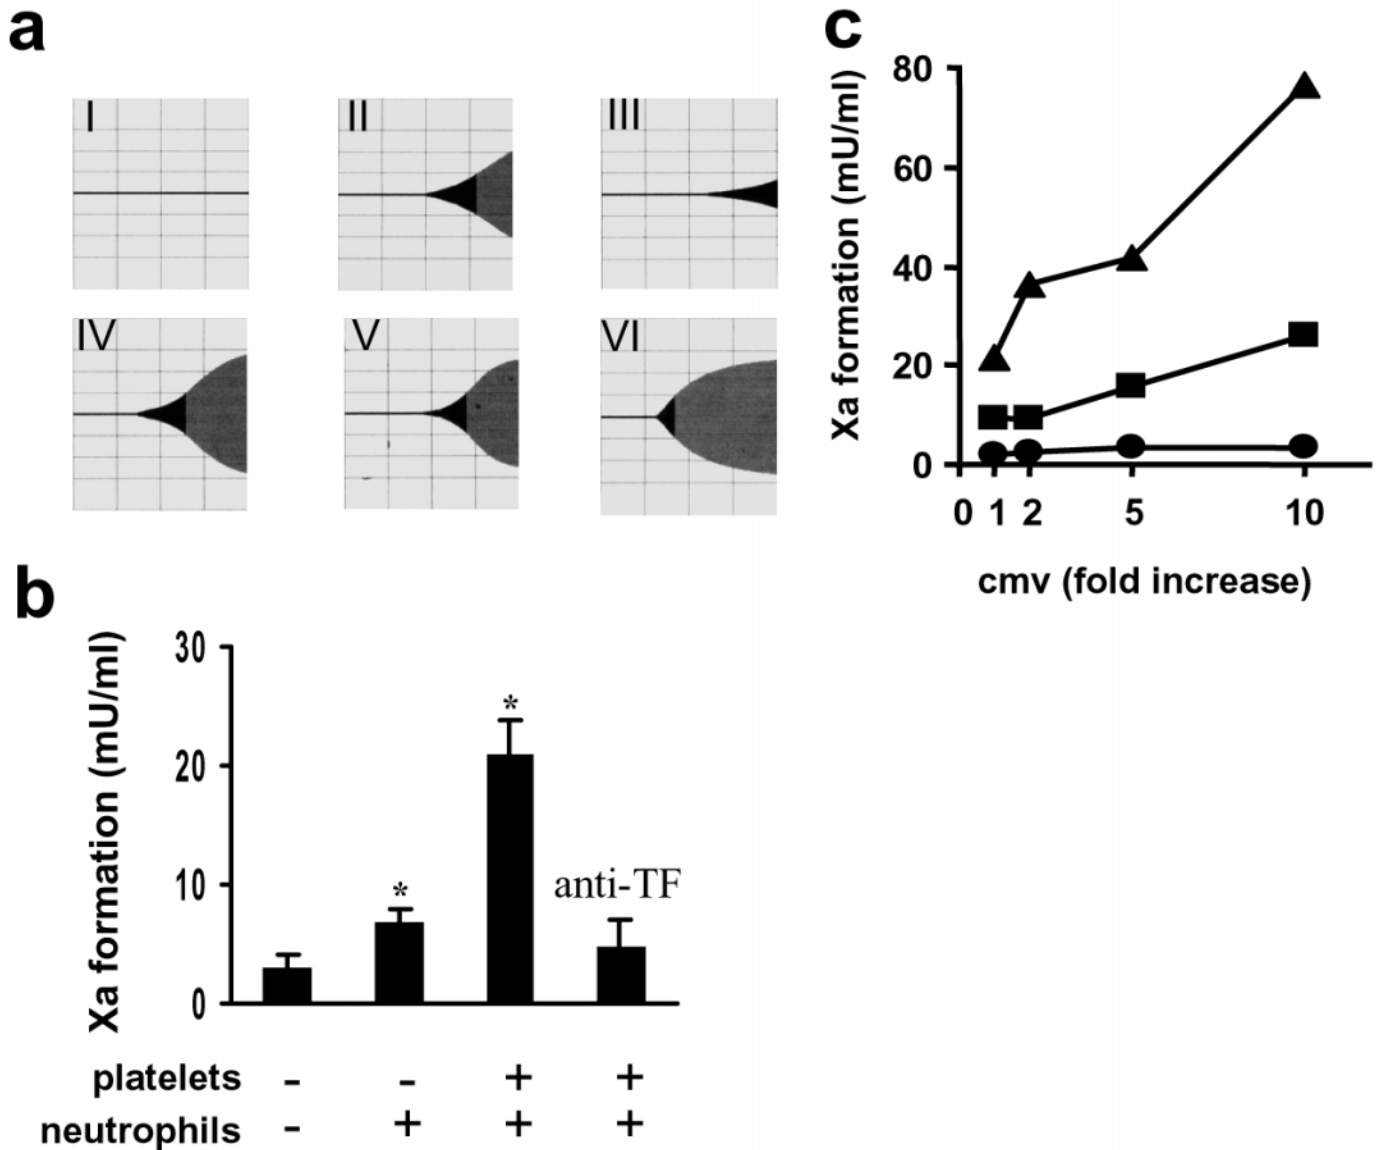 a
I
II
III
IV
V
VI
b
Xa formation (mU/ml)
30
20
10
0
*
*
anti-TF
platelets - - + +
neutrophils - + + +
c
Xa formation (mU/ml)
80
60
40
20
0
0 1 2 5 10
cmv (fold increase)